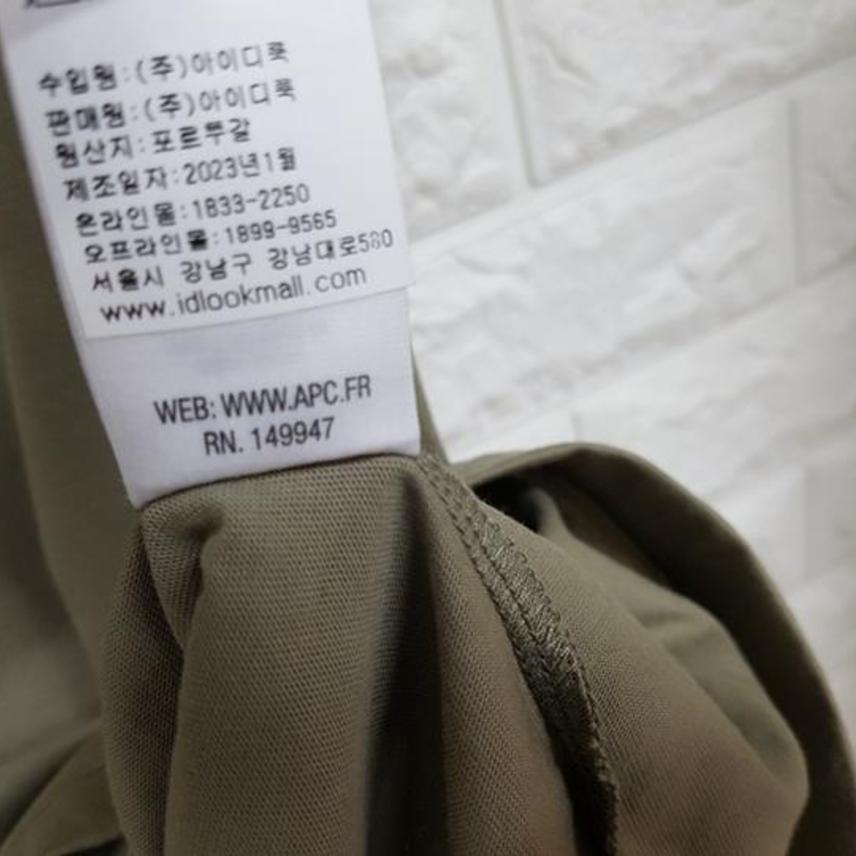 수입원:(주)아이디룩
판매원:(주)아이디룩
원산지:포르투갈
제조일자:2023년1월
온라인몰:1833-2250
오프라인몰:1899-9565
서울시 강남구 강남대로580
www.idlookmall.com
WEB: WWW.APC.FR
RN. 149947